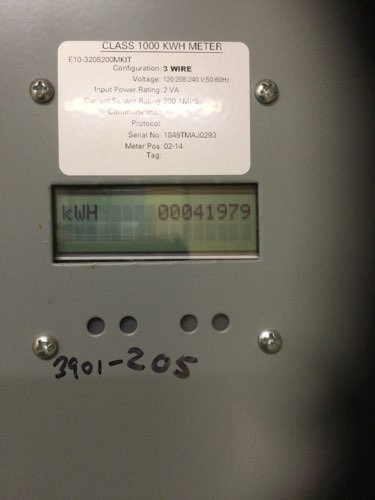 CLASS 1000 KWH METER
E10-3208200MKIT
Configuration: 3 WIRE
Voltage: 120:208:240 V:50-60Hz
Input Power Rating: 2 VA
Current Sensor Rating: 200 AMPS
Communication
Protocol:
Serial No: 1849TMAJ0293
Meter Pos: 02-14
Tag:
kWH 00041979
3901-205